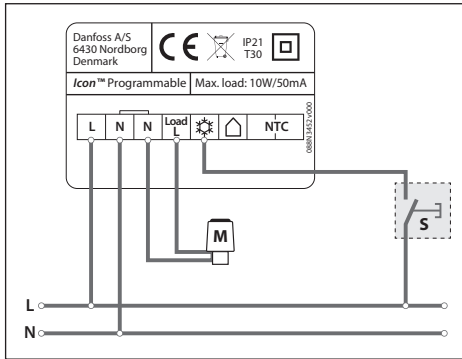 Danfoss A/S
6430 Nordborg
Denmark
CE
IP21
T30
Icon™ Programmable
Max. load: 10W/50mA
L
N
N
Load
L
NTC
088N3452 v000
M
S
L
N